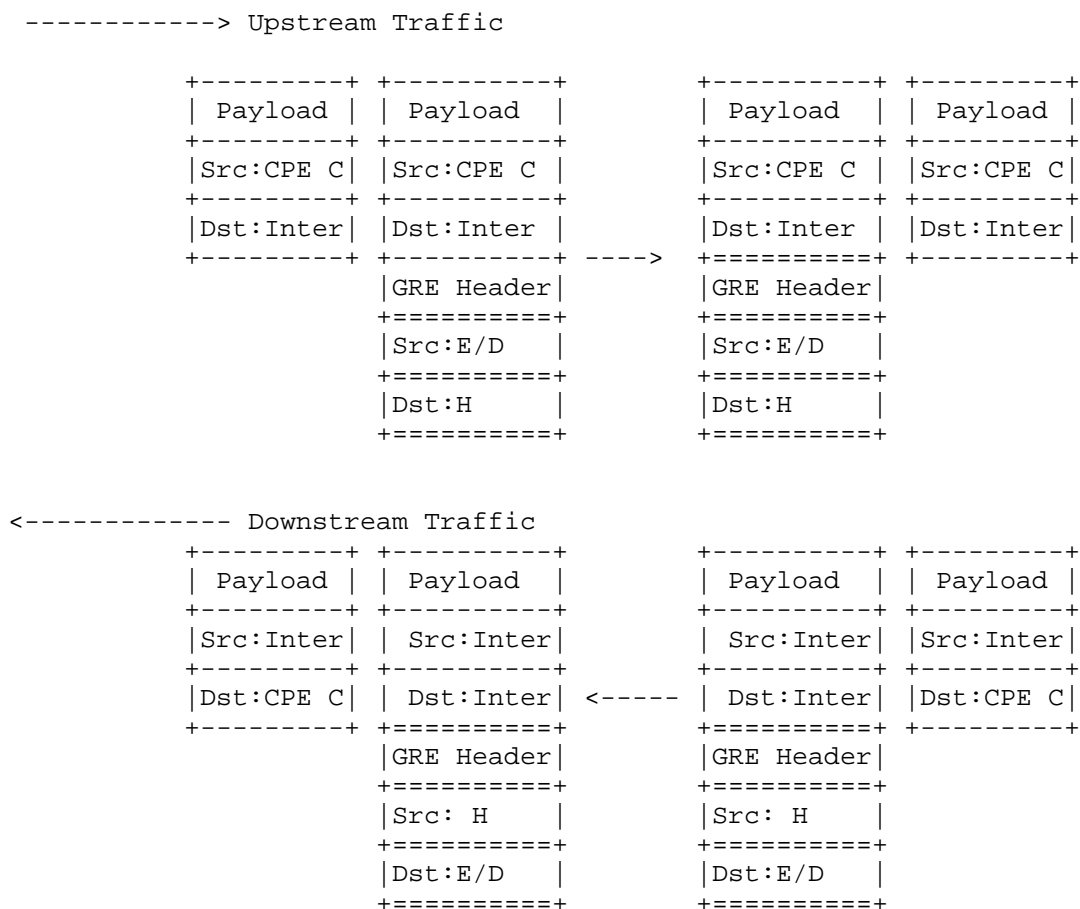 ------------> Upstream Traffic
+---------+ +----------+ +----------+ +---------+
| Payload | | Payload | | Payload | | Payload |
+---------+ +----------+ +----------+ +---------+
|Src:CPE C| |Src:CPE C | |Src:CPE C | |Src:CPE C|
+---------+ +----------+ +----------+ +---------+
|Dst:Inter| |Dst:Inter | |Dst:Inter | |Dst:Inter|
+---------+ +----------+ ----> +==========+ +---------+
|GRE Header| |GRE Header|
+==========+ +==========+
|Src:E/D | |Src:E/D |
+==========+ +==========+
|Dst:H | |Dst:H |
+==========+ +==========+
<------------- Downstream Traffic
+---------+ +----------+ +----------+ +---------+
| Payload | | Payload | | Payload | | Payload |
+---------+ +----------+ +----------+ +---------+
|Src:Inter| | Src:Inter| | Src:Inter| |Src:Inter|
+---------+ +----------+ +----------+ +---------+
|Dst:CPE C| | Dst:Inter| <----- | Dst:Inter| |Dst:CPE C|
+---------+ +==========+ +==========+ +---------+
|GRE Header| |GRE Header|
+==========+ +==========+
|Src: H | |Src: H |
+==========+ +==========+
|Dst:E/D | |Dst:E/D |
+==========+ +==========+